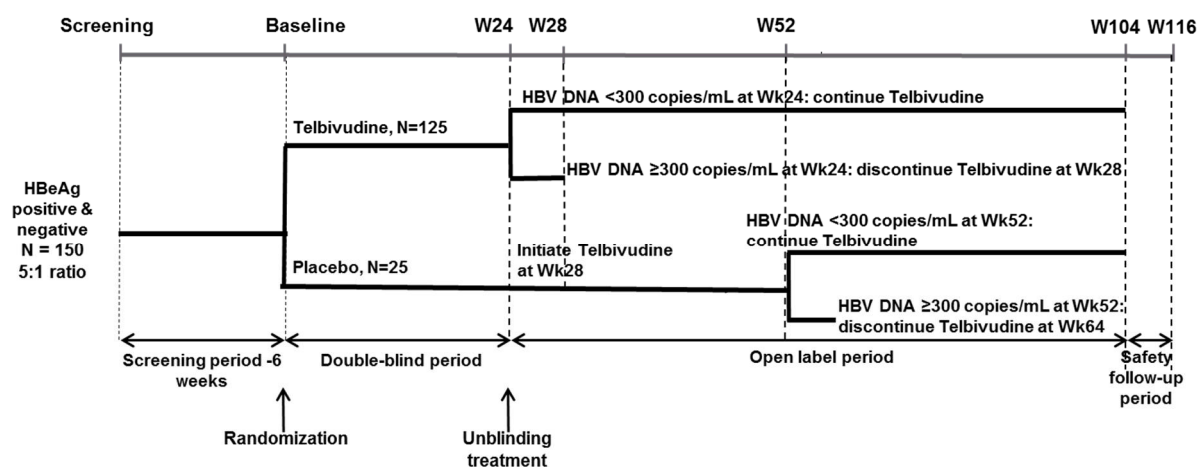 Screening
Baseline
W24
W28
W52
W104
W116
HBV DNA <300 copies/mL at Wk24: continue Telbivudine
Telbivudine, N=125
HBV DNA ≥300 copies/mL at Wk24: discontinue Telbivudine at Wk28
HBeAg
positive &
negative
N = 150
5:1 ratio
HBV DNA <300 copies/mL at Wk52:
continue Telbivudine
Initiate Telbivudine
at Wk28
Placebo, N=25
HBV DNA ≥300 copies/mL at Wk52:
discontinue Telbivudine at Wk64
Screening period -6
weeks
Double-blind period
Open label period
Safety
follow-up
period
Randomization
Unblinding
treatment